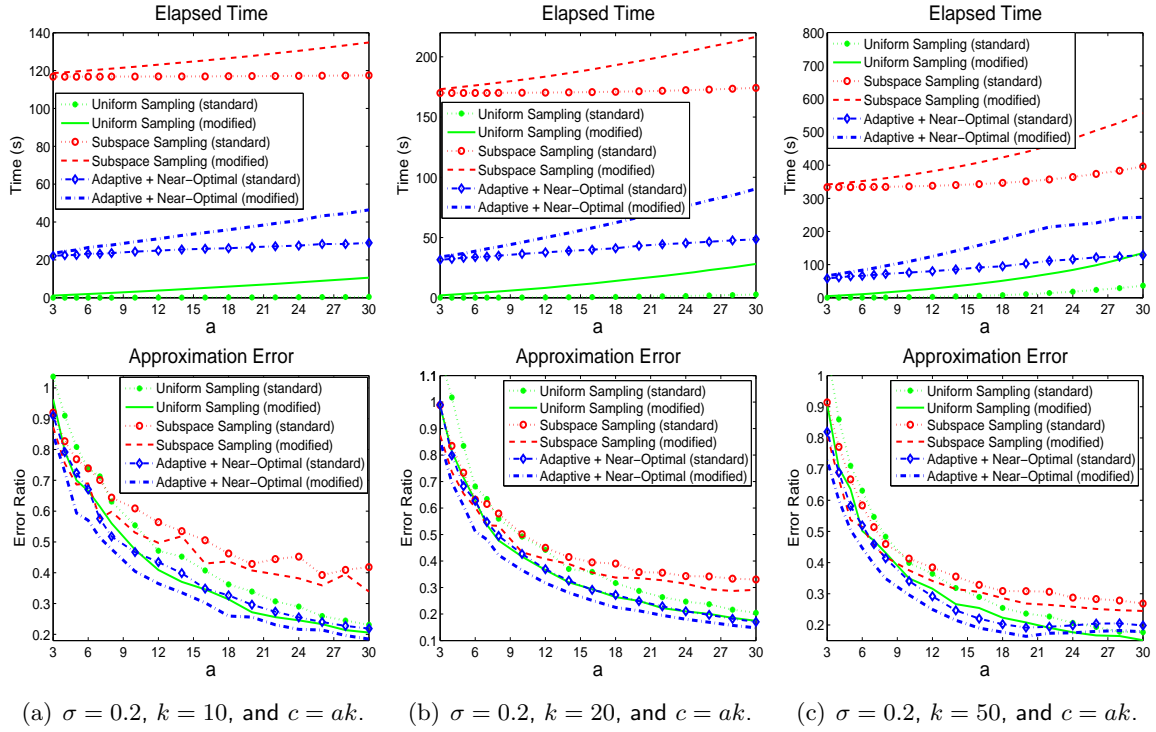 Elapsed Time
140
120
100
80
60
40
20
0
Time (s)
Uniform Sampling (standard)
Uniform Sampling (modified)
Subspace Sampling (standard)
Subspace Sampling (modified)
Adaptive + Near−Optimal (standard)
Adaptive + Near−Optimal (modified)
3 6 9 12 15 18 21 24 27 30
a
Elapsed Time
200
150
100
50
0
Time (s)
Uniform Sampling (standard)
Uniform Sampling (modified)
Subspace Sampling (standard)
Subspace Sampling (modified)
Adaptive + Near−Optimal (standard)
Adaptive + Near−Optimal (modified)
3 6 9 12 15 18 21 24 27 30
a
Elapsed Time
800
700
600
500
400
300
200
100
0
Time (s)
Uniform Sampling (standard)
Uniform Sampling (modified)
Subspace Sampling (standard)
Subspace Sampling (modified)
Adaptive + Near−Optimal (standard)
Adaptive + Near−Optimal (modified)
3 6 9 12 15 18 21 24 27 30
a
Approximation Error
1
0.9
0.8
0.7
0.6
0.5
0.4
0.3
0.2
Error Ratio
Uniform Sampling (standard)
Uniform Sampling (modified)
Subspace Sampling (standard)
Subspace Sampling (modified)
Adaptive + Near−Optimal (standard)
Adaptive + Near−Optimal (modified)
3 6 9 12 15 18 21 24 27 30
a
Approximation Error
1.1
1
0.9
0.8
0.7
0.6
0.5
0.4
0.3
0.2
0.1
Error Ratio
Uniform Sampling (standard)
Uniform Sampling (modified)
Subspace Sampling (standard)
Subspace Sampling (modified)
Adaptive + Near−Optimal (standard)
Adaptive + Near−Optimal (modified)
3 6 9 12 15 18 21 24 27 30
a
Approximation Error
1
0.9
0.8
0.7
0.6
0.5
0.4
0.3
0.2
Error Ratio
Uniform Sampling (standard)
Uniform Sampling (modified)
Subspace Sampling (standard)
Subspace Sampling (modified)
Adaptive + Near−Optimal (standard)
Adaptive + Near−Optimal (modified)
3 6 9 12 15 18 21 24 27 30
a
(a) σ = 0.2, k = 10, and c = ak.
(b) σ = 0.2, k = 20, and c = ak.
(c) σ = 0.2, k = 50, and c = ak.